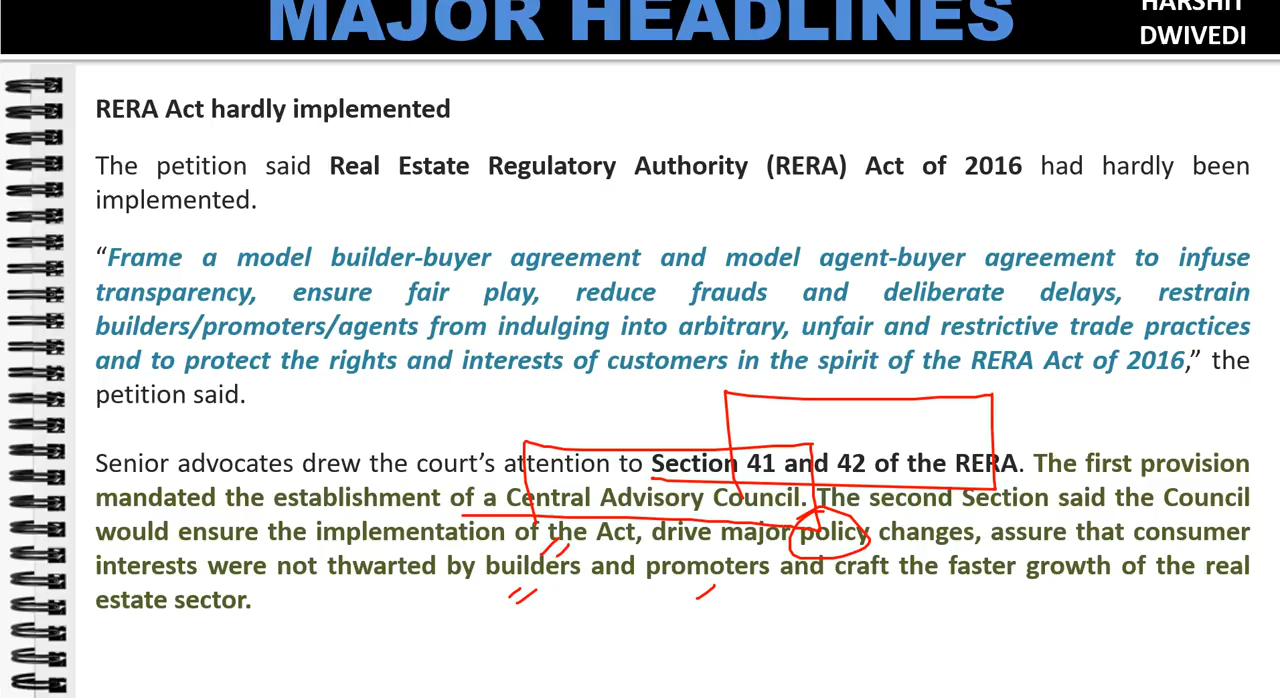 MAJOR HEADLINES
HARSHIT
DWIVEDI
RERA Act hardly implemented
The petition said Real Estate Regulatory Authority (RERA) Act of 2016 had hardly been
implemented.
“Frame a model builder-buyer agreement and model agent-buyer agreement to infuse
transparency, ensure fair play, reduce frauds and deliberate delays, restrain
builders/promoters/agents from indulging into arbitrary, unfair and restrictive trade practices
and to protect the rights and interests of customers in the spirit of the RERA Act of 2016,” the
petition said.
Senior advocates drew the court’s attention to Section 41 and 42 of the RERA. The first provision
mandated the establishment of a Central Advisory Council. The second Section said the Council
would ensure the implementation of the Act, drive major policy changes, assure that consumer
interests were not thwarted by builders and promoters and craft the faster growth of the real
estate sector.